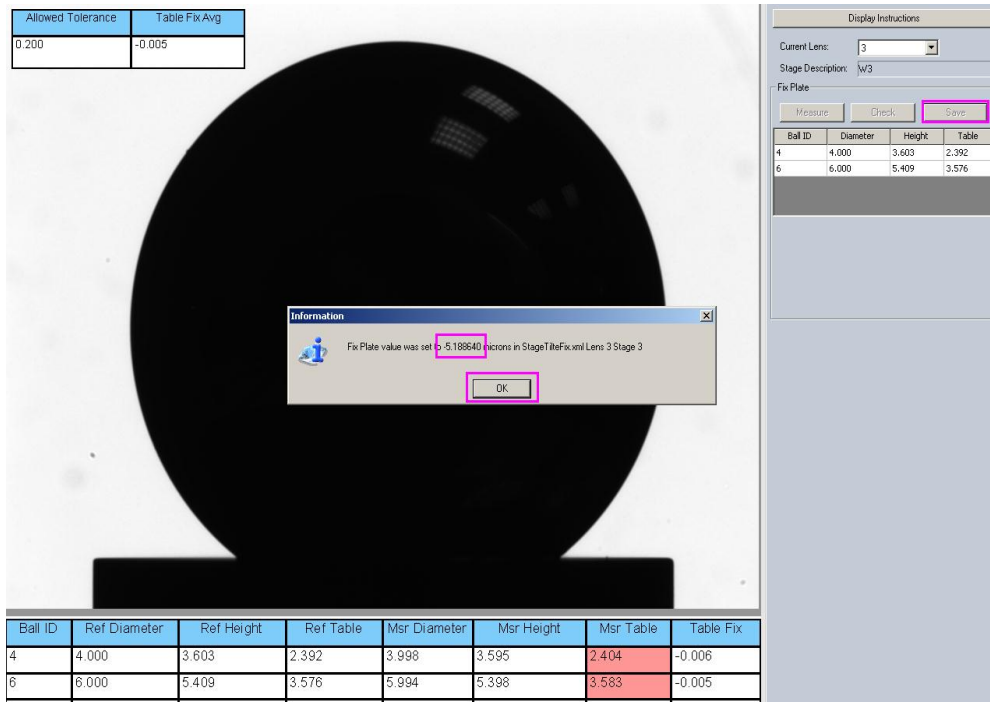 Allowed Tolerance Table Fix Avg
0.200 -0.005
Display Instructions
Current Lens: 3
Stage Description: W3
Fix Plate
Measure Check Save
Ball ID Diameter Height Table
4 4.000 3.603 2.392
6 6.000 5.409 3.576
Information
Fix Plate value was set to -5.188640 microns in StageTilteFix.xml Lens 3 Stage 3
OK
Ball ID Ref Diameter Ref Height Ref Table Msr Diameter Msr Height Msr Table Table Fix
4 4.000 3.603 2.392 3.998 3.595 2.404 -0.006
6 6.000 5.409 3.576 5.994 5.398 3.583 -0.005